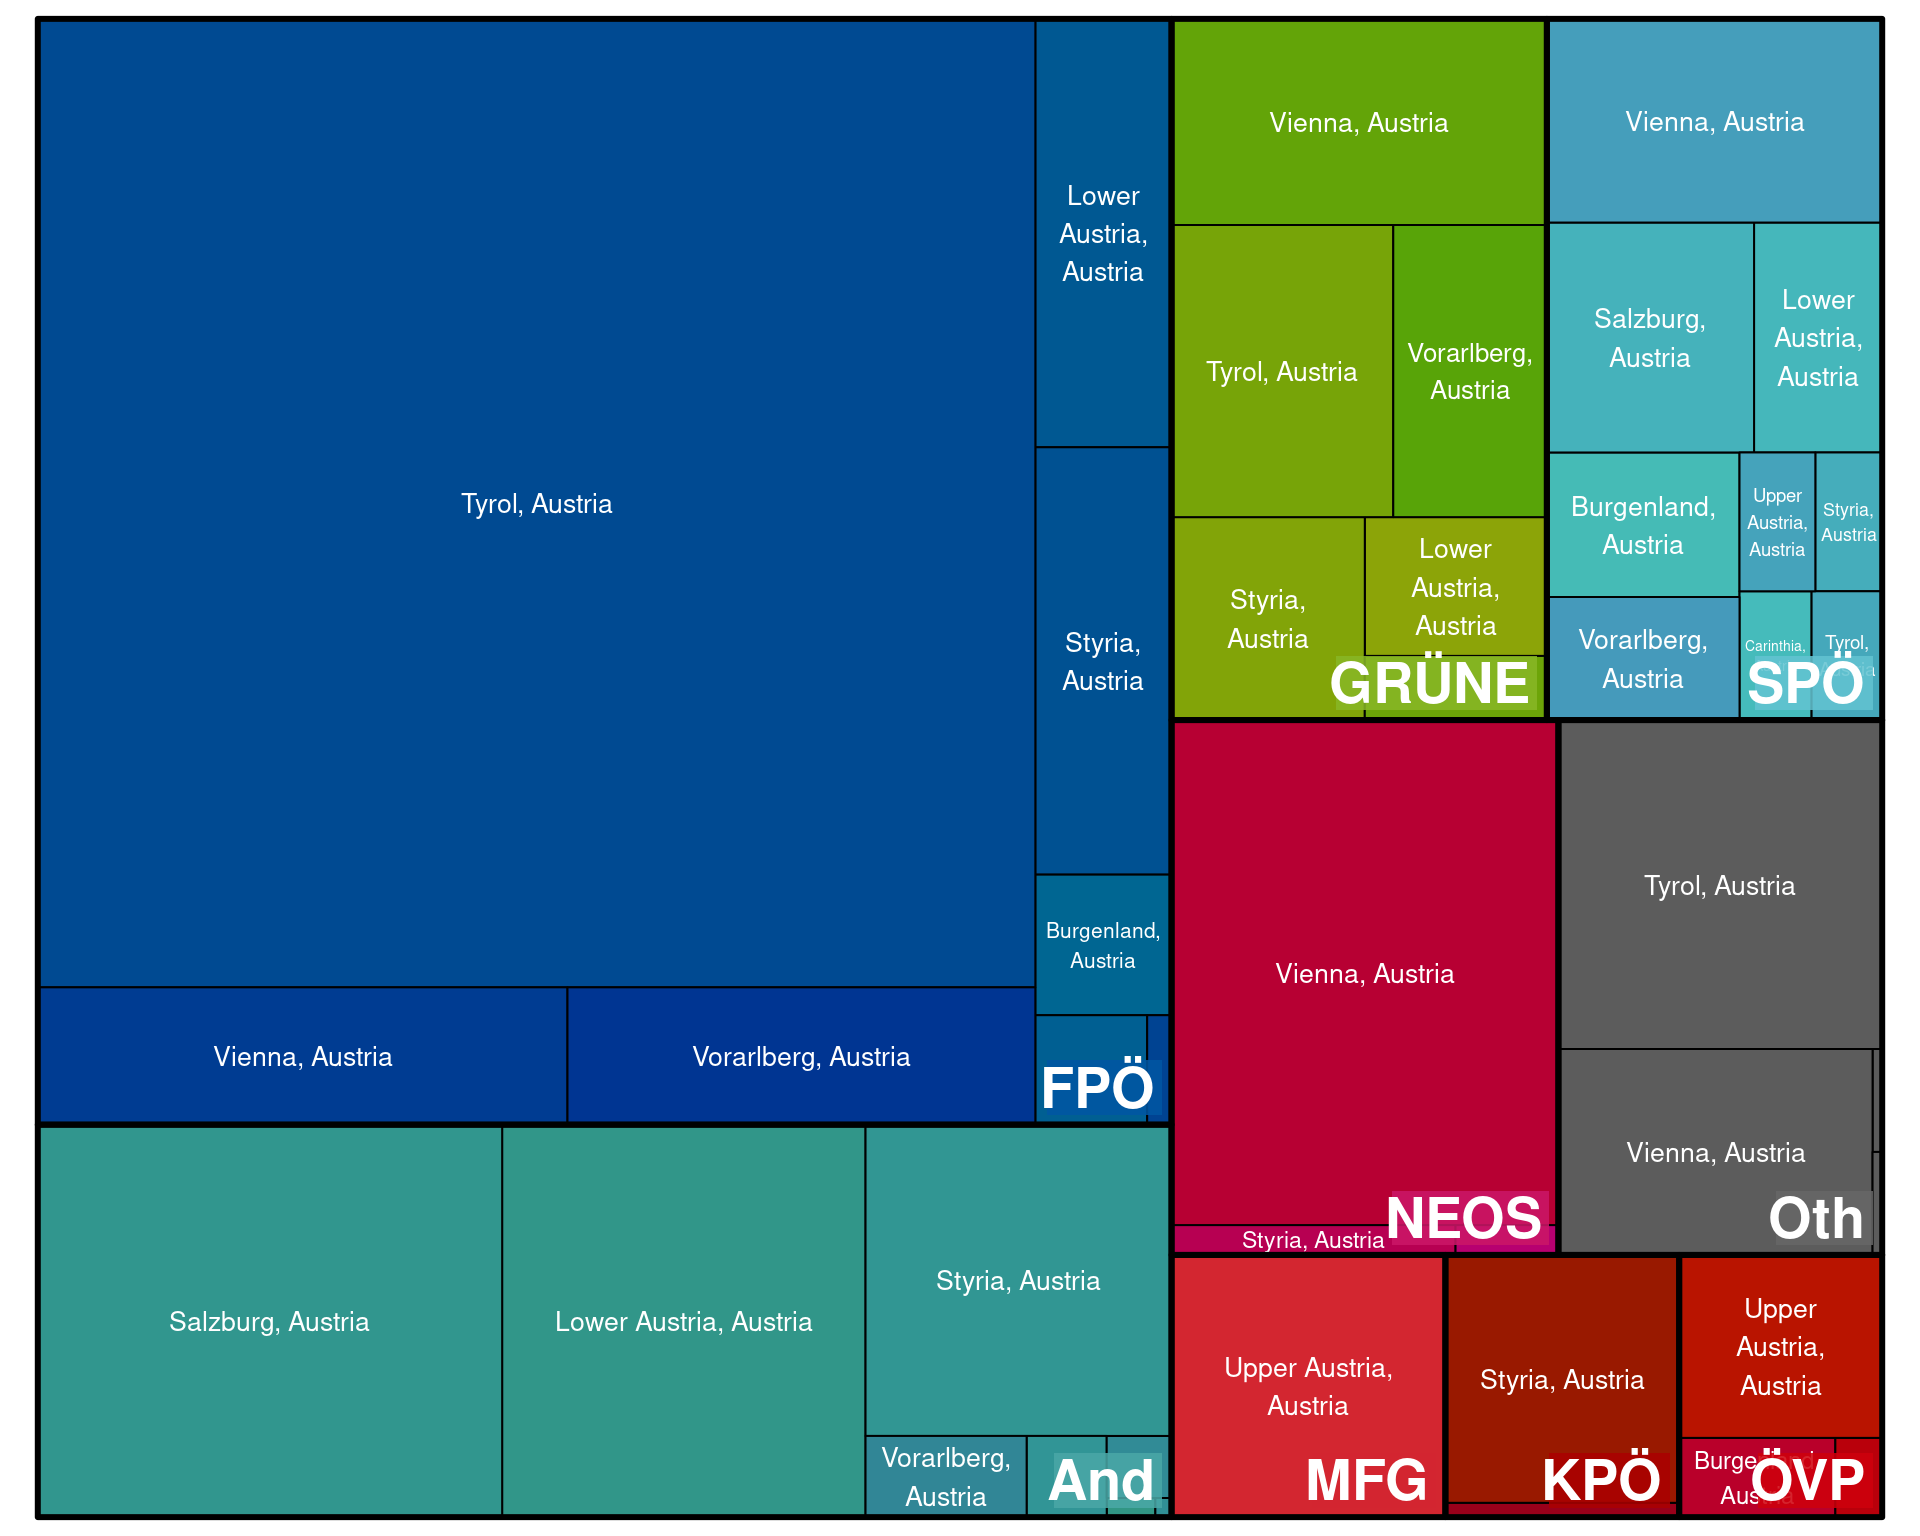 Tyrol, Austria
Lower
Austria,
Austria
Styria,
Austria
Burgenland,
Austria
Vienna, Austria
Vorarlberg, Austria
FPÖ
Salzburg, Austria
Lower Austria, Austria
Styria, Austria
Vorarlberg,
Austria
And
Vienna, Austria
Tyrol, Austria
Vorarlberg,
Austria
Styria,
Austria
Lower
Austria,
Austria
GRÜNE
Vienna, Austria
Salzburg,
Austria
Lower
Austria,
Austria
Burgenland,
Austria
Upper
Austria,
Austria
Styria,
Austria
Vorarlberg,
Austria
Carinthia,
Tyrol,
SPÖ
Vienna, Austria
Styria, Austria
NEOS
Tyrol, Austria
Vienna, Austria
Oth
Upper Austria,
Austria
MFG
Styria, Austria
KPÖ
Upper
Austria,
Austria
ÖVP